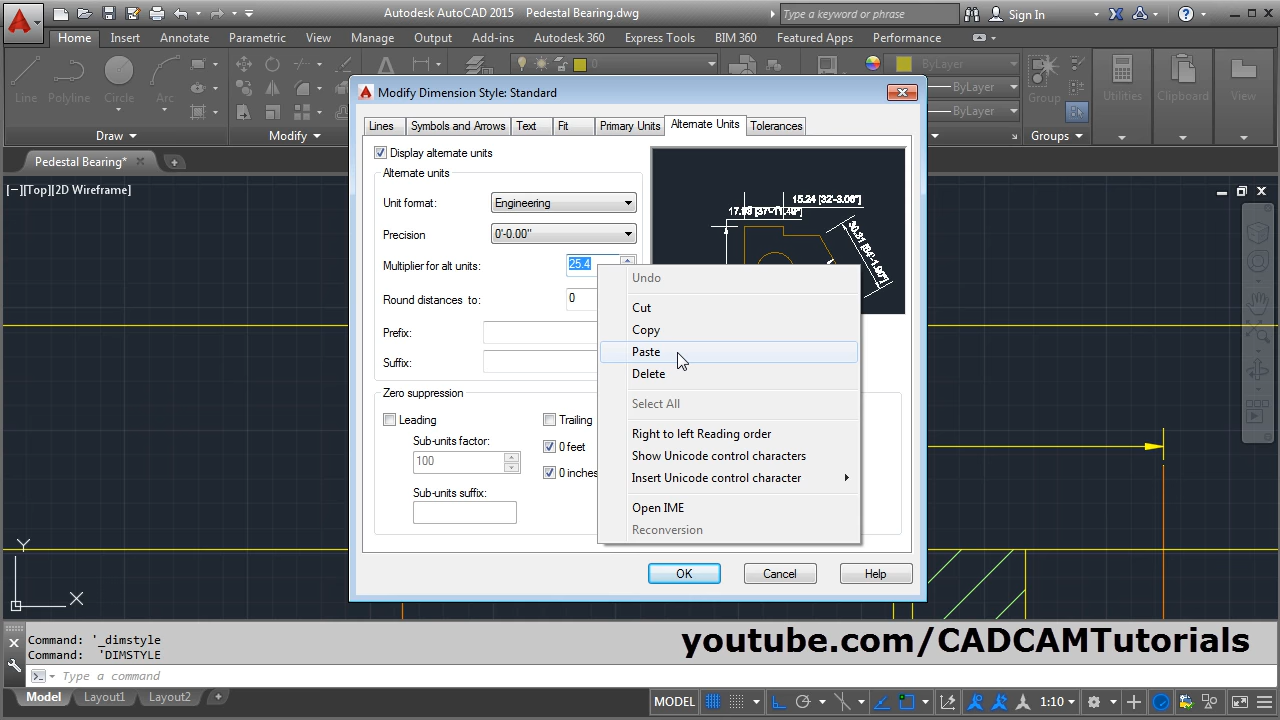 Autodesk AutoCAD 2015 Pedestal Bearing.dwg
Type a keyword or phrase
Sign In
Home Insert Annotate Parametric View Manage Output Add-ins Autodesk 360 Express Tools BIM 360 Featured Apps Performance
0
ByLayer
ByLayer
ByLayer
Line Polyline Circle Arc
Group Utilities Clipboard View
Draw Modify Groups
Pedestal Bearing*
[−][Top][2D Wireframe]
Modify Dimension Style: Standard
Lines Symbols and Arrows Text Fit Primary Units Alternate Units Tolerances
Display alternate units
Alternate units
Unit format: Engineering
Precision 0'-0.00"
Multiplier for alt units: 25.4
Round distances to: 0
Prefix:
Suffix:
Zero suppression
Leading
Trailing
Sub-units factor:
100
0 feet
0 inches
Sub-units suffix:
15.24 [32'-3.06"]
Undo
Cut
Copy
Paste
Delete
Select All
Right to left Reading order
Show Unicode control characters
Insert Unicode control character
Open IME
Reconversion
OK Cancel Help
Y
X
Command: '_dimstyle
Command: 'DIMSTYLE
Type a command
youtube.com/CADCAMTutorials
Model Layout1 Layout2
MODEL
1:10